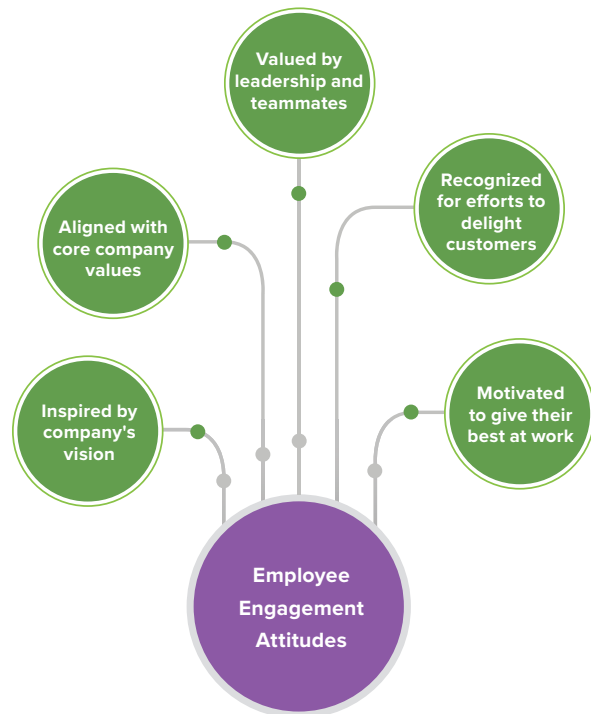 Valued by
leadership and
teammates
Recognized
for efforts to
delight
customers
Aligned with
core company
values
Motivated
to give their
best at work
Inspired by
company's
vision
Employee
Engagement
Attitudes